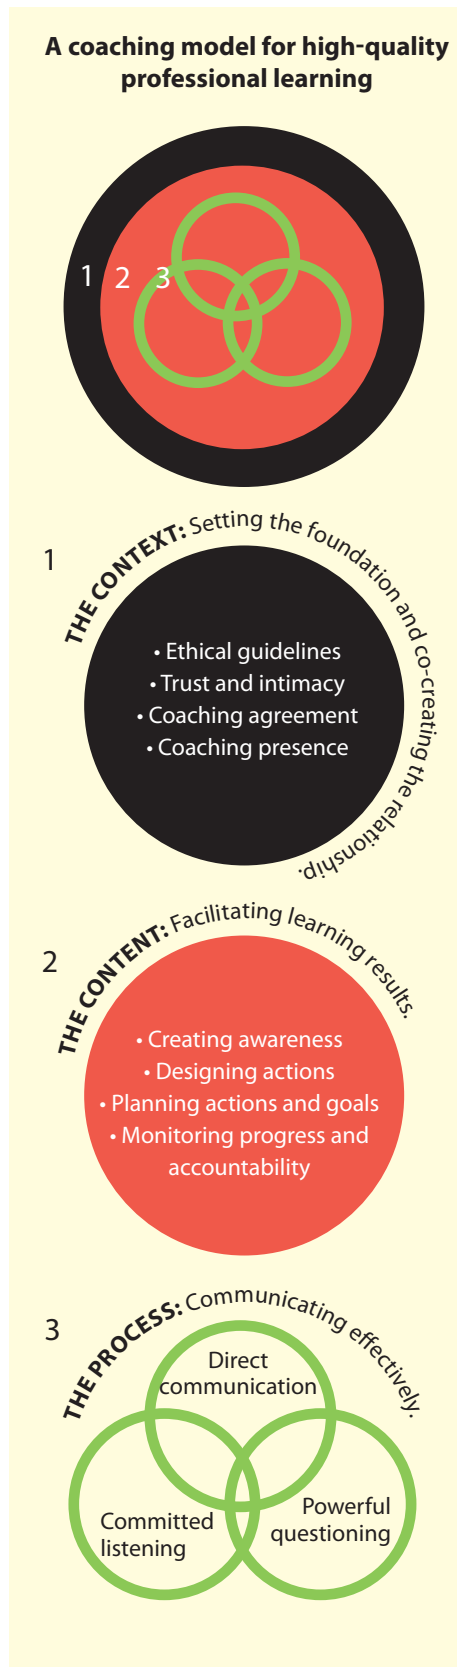 A coaching model for high-quality
professional learning
1 2 3
1
THE CONTEXT: Setting the foundation and co-creating the relationship.
• Ethical guidelines
• Trust and intimacy
• Coaching agreement
• Coaching presence
2
THE CONTENT: Facilitating learning results.
• Creating awareness
• Designing actions
• Planning actions and goals
• Monitoring progress and
accountability
3
THE PROCESS: Communicating effectively.
Direct
communication
Committed
listening
Powerful
questioning